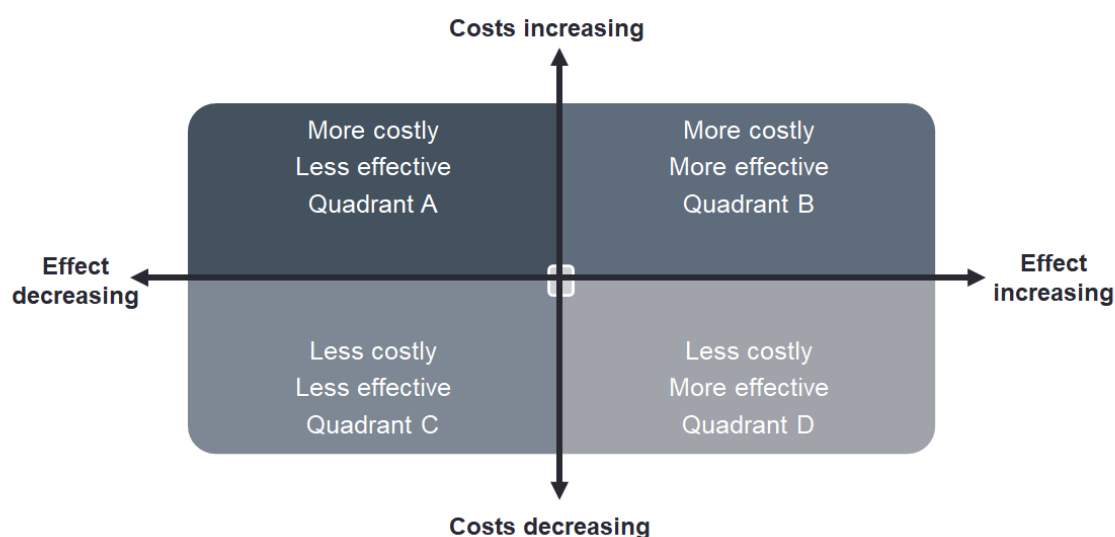 Costs increasing
More costly
Less effective
Quadrant A
More costly
More effective
Quadrant B
Effect
decreasing
Effect
increasing
Less costly
Less effective
Quadrant C
Less costly
More effective
Quadrant D
Costs decreasing